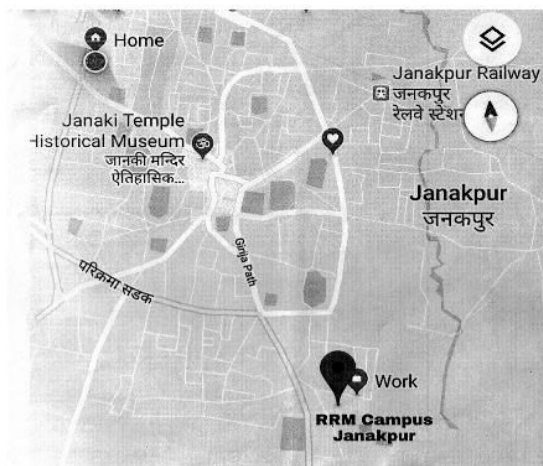 Home
Janakpur Railway
जनकपुर
रेलवे स्टेशन
Janaki Temple
Historical Museum
जानकी मन्दिर
ऐतिहासिक...
Janakpur
जनकपुर
Girija Path
परिक्रमा सडक
Work
RRM Campus
Janakpur